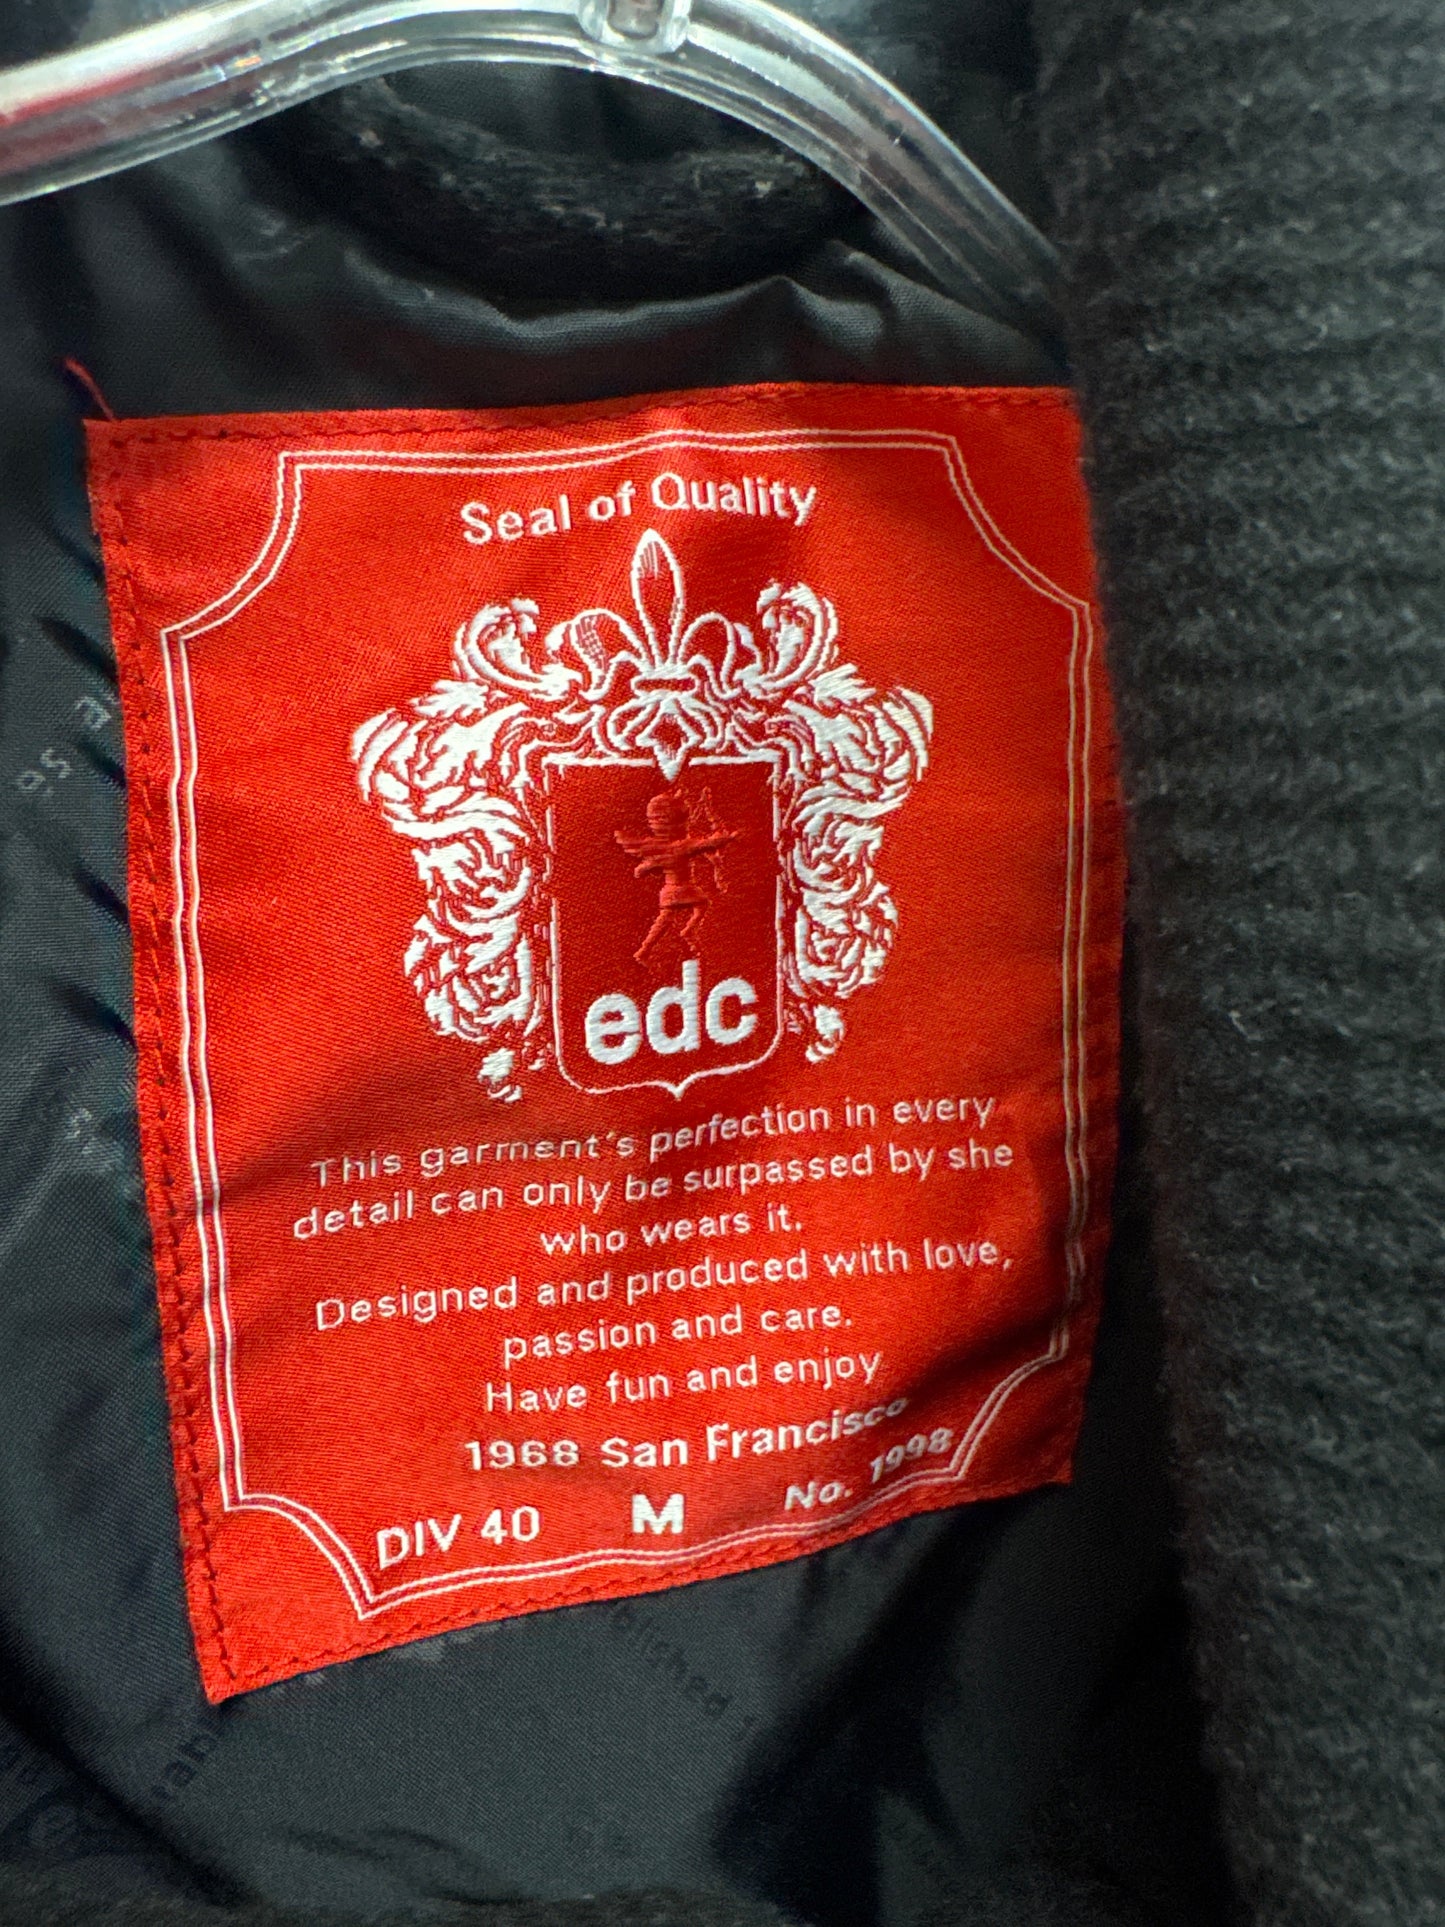 Seal of Quality
edc
This garment's perfection in every
detail can only be surpassed by she
who wears it.
Designed and produced with love,
passion and care.
Have fun and enjoy
1968 San Francisco
DIV 40 M No. 1998